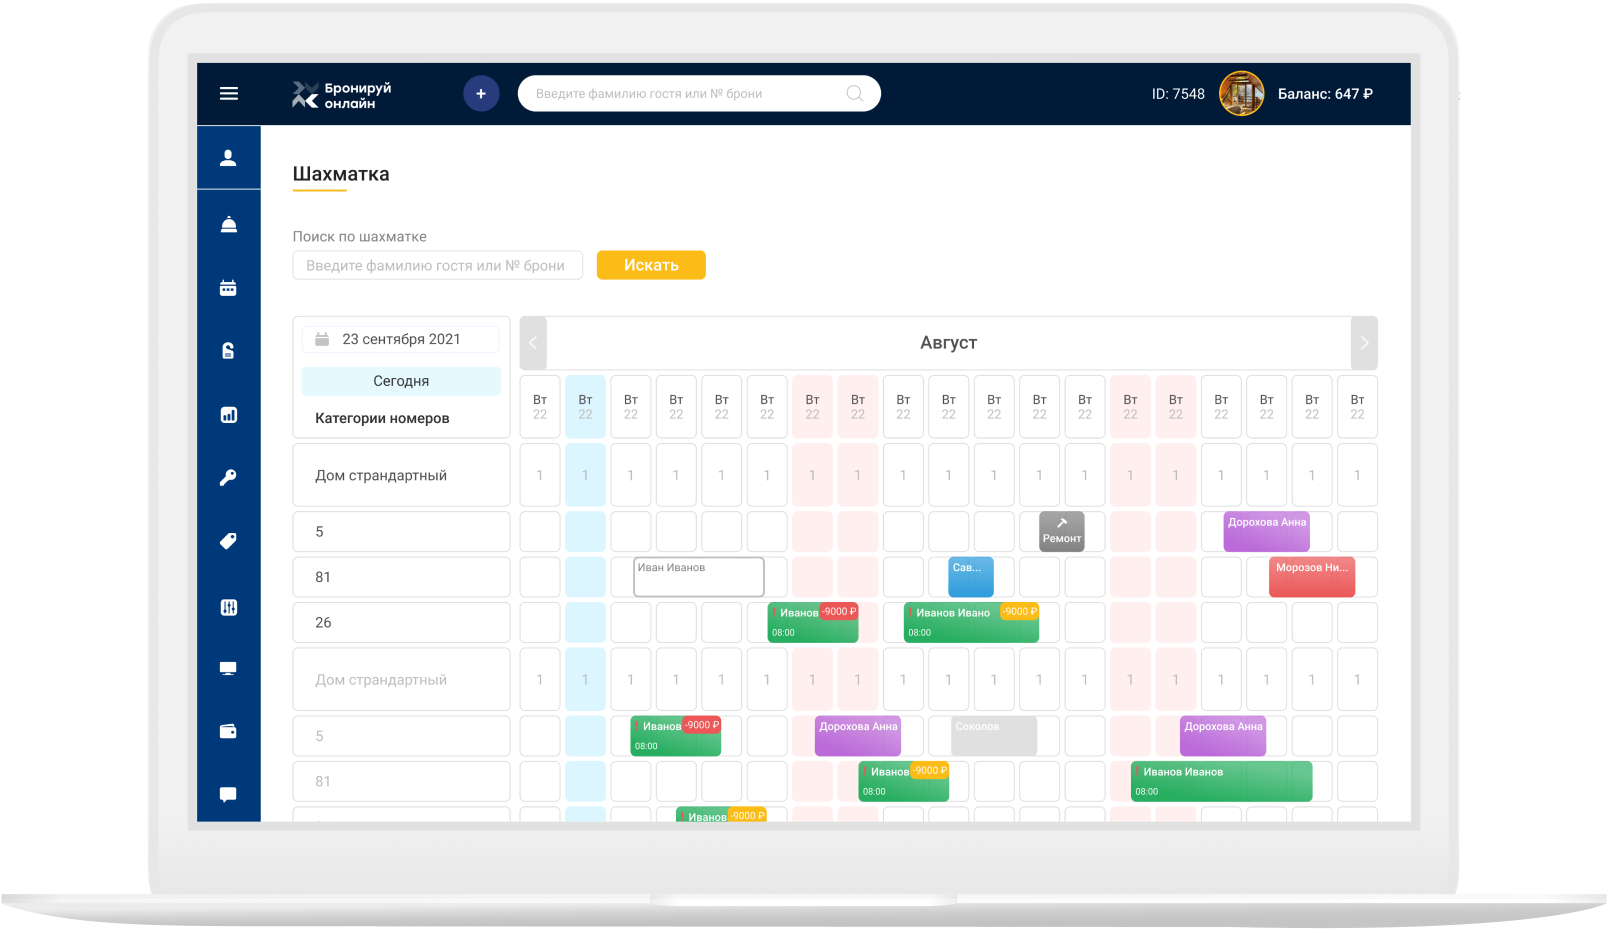 Бронируй
онлайн
+
Введите фамилию гостя или № брони
ID: 7548
Баланс: 647 ₽
Шахматка
Поиск по шахматке
Введите фамилию гостя или № брони
Искать
23 сентября 2021
Август
Сегодня
Категории номеров
Вт Вт Вт Вт Вт Вт Вт Вт Вт Вт Вт Вт Вт Вт Вт Вт Вт Вт Вт
22 22 22 22 22 22 22 22 22 22 22 22 22 22 22 22 22 22 22
Дом страндартный 1 1 1 1 1 1 1 1 1 1 1 1 1 1 1 1 1 1 1
5
Ремонт
Дорохова Анна
81
Иван Иванов
Сав...
Морозов Ни...
26
! Иванов -9000 ₽
08:00
! Иванов Ивано -9000 ₽
08:00
Дом страндартный 1 1 1 1 1 1 1 1 1 1 1 1 1 1 1 1 1 1 1
5
! Иванов -9000 ₽
08:00
Дорохова Анна
Соколов
Дорохова Анна
81
! Иванов -9000 ₽
08:00
! Иванов Иванов
08:00
! Иванов -9000 ₽